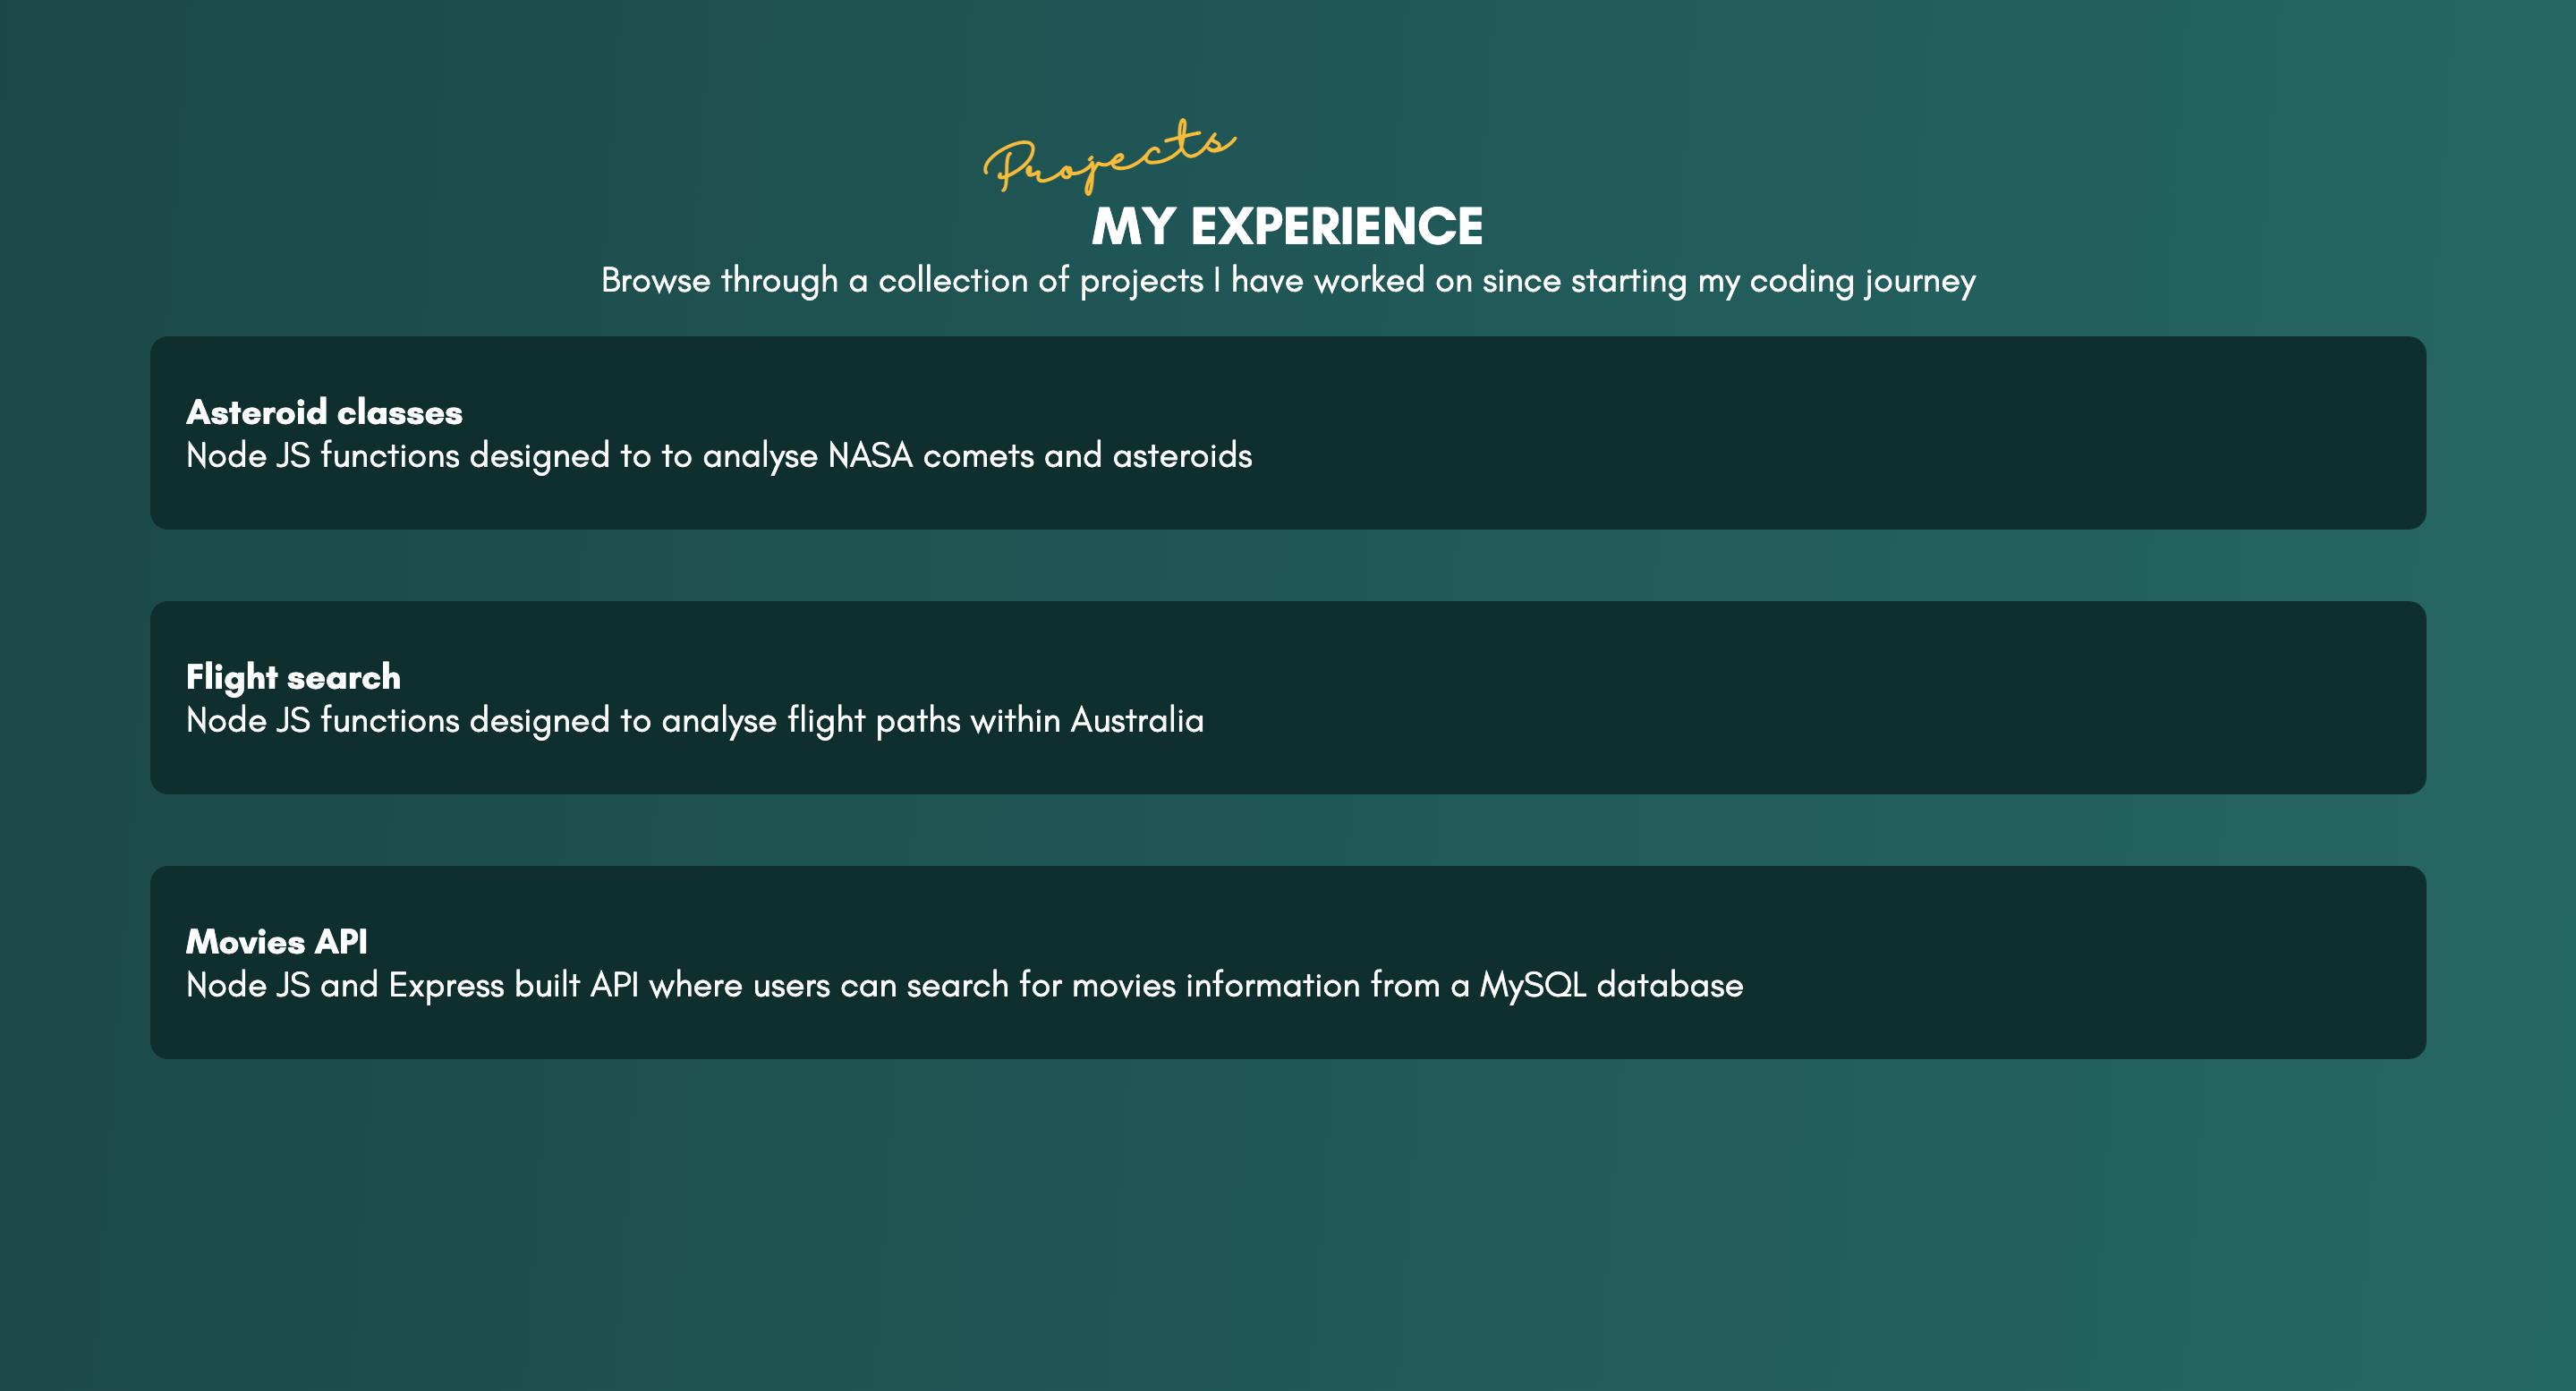 Projects
MY EXPERIENCE
Browse through a collection of projects I have worked on since starting my coding journey
Asteroid classes
Node JS functions designed to to analyse NASA comets and asteroids
Flight search
Node JS functions designed to analyse flight paths within Australia
Movies API
Node JS and Express built API where users can search for movies information from a MySQL database